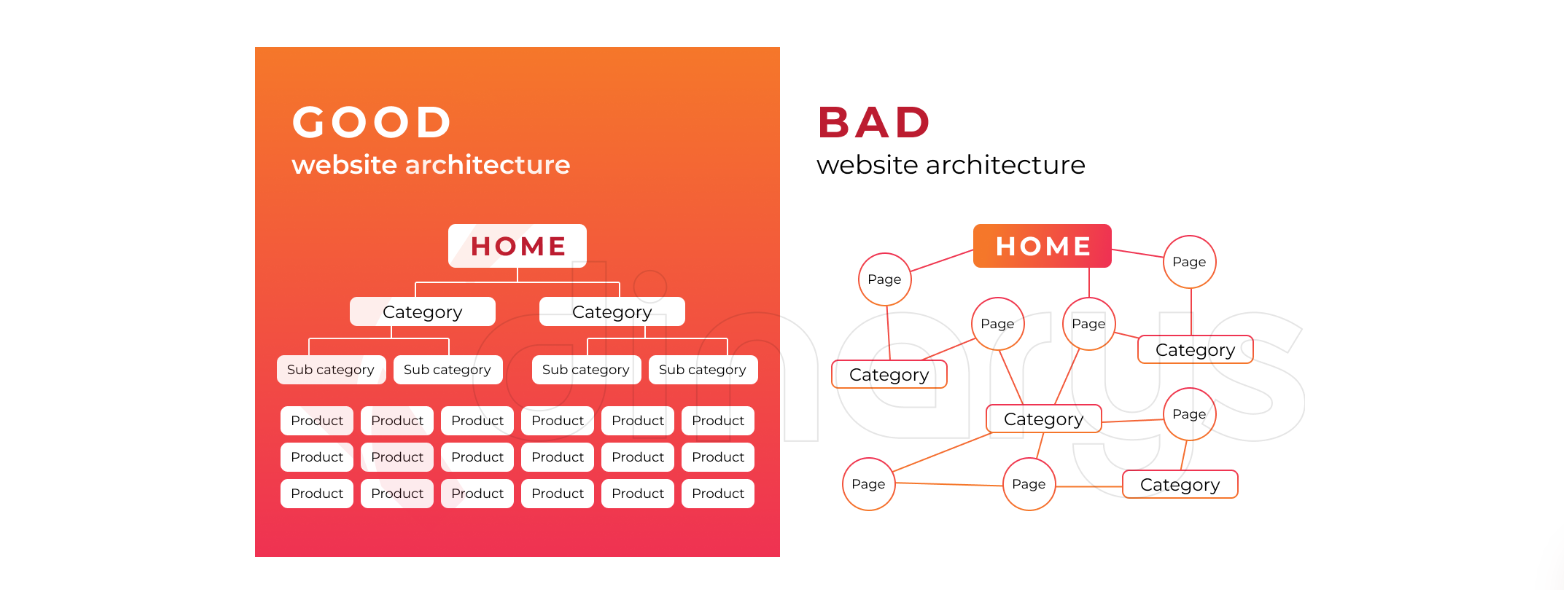 GOOD
website architecture
HOME
Category Category
Sub category Sub category Sub category Sub category
Product Product Product Product Product Product
Product Product Product Product Product Product
Product Product Product Product Product Product
BAD
website architecture
HOME
Page
Page
Page Page
Category
Category
Page
Category
Page Page
Category
dinarys